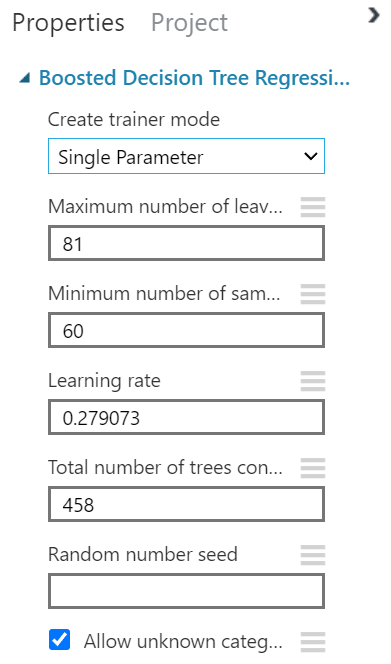 Properties Project
Boosted Decision Tree Regressi...
Create trainer mode
Single Parameter
Maximum number of leav...
81
Minimum number of sam...
60
Learning rate
0.279073
Total number of trees con...
458
Random number seed
Allow unknown categ...